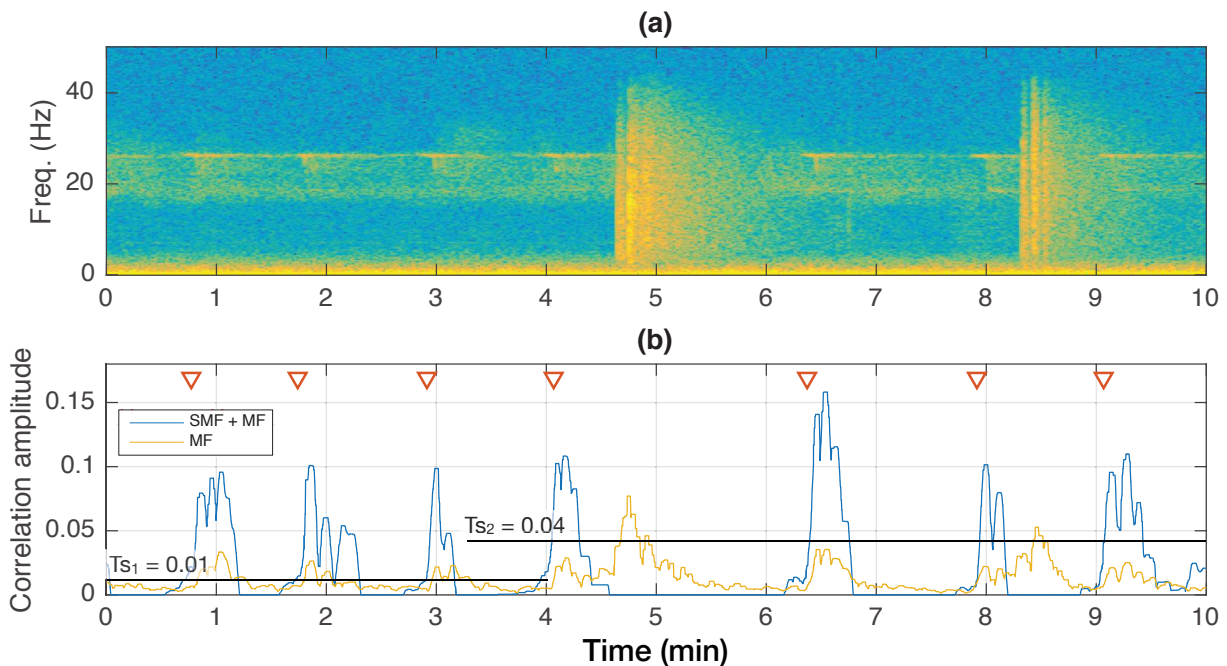 (a)
Freq. (Hz)
40
20
0
0 1 2 3 4 5 6 7 8 9 10
(b)
Correlation amplitude
0.15
0.1
0.05
0
SMF + MF
MF
Ts1 = 0.01
Ts2 = 0.04
0 1 2 3 4 5 6 7 8 9 10
Time (min)